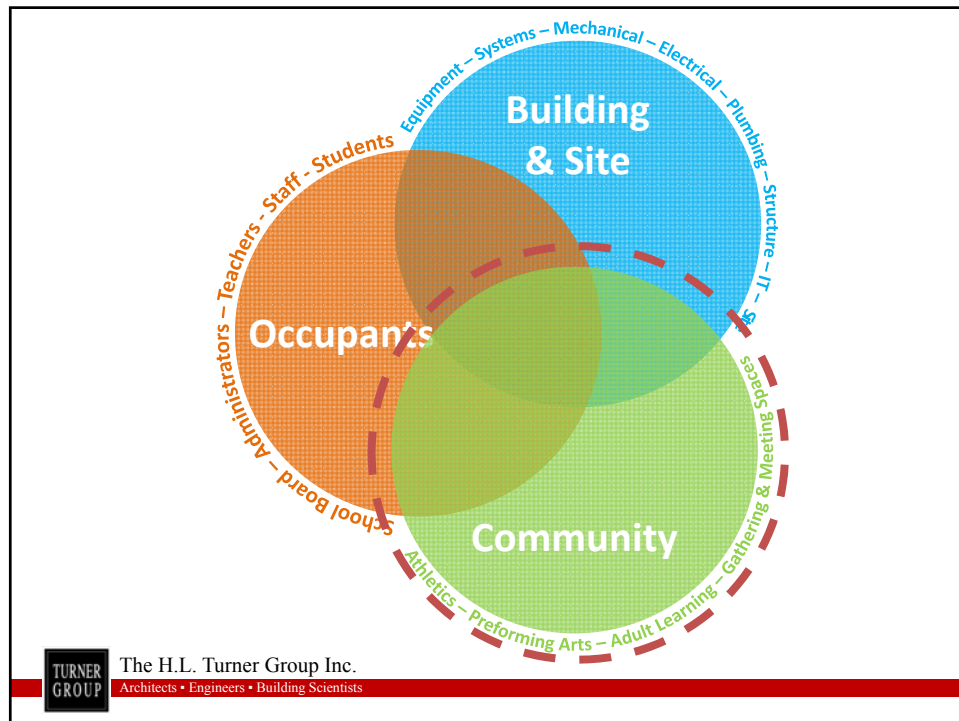 Equipment – Systems – Mechanical – Electrical – Plumbing – Structure – IT –
Building
& Site
School Board – Administrators – Teachers - Staff - Students
Occupants
Community
Athletics – Preforming Arts – Adult Learning – Gathering & Meeting Spaces
TURNER
GROUP
The H.L. Turner Group Inc.
Architects ▪ Engineers ▪ Building Scientists